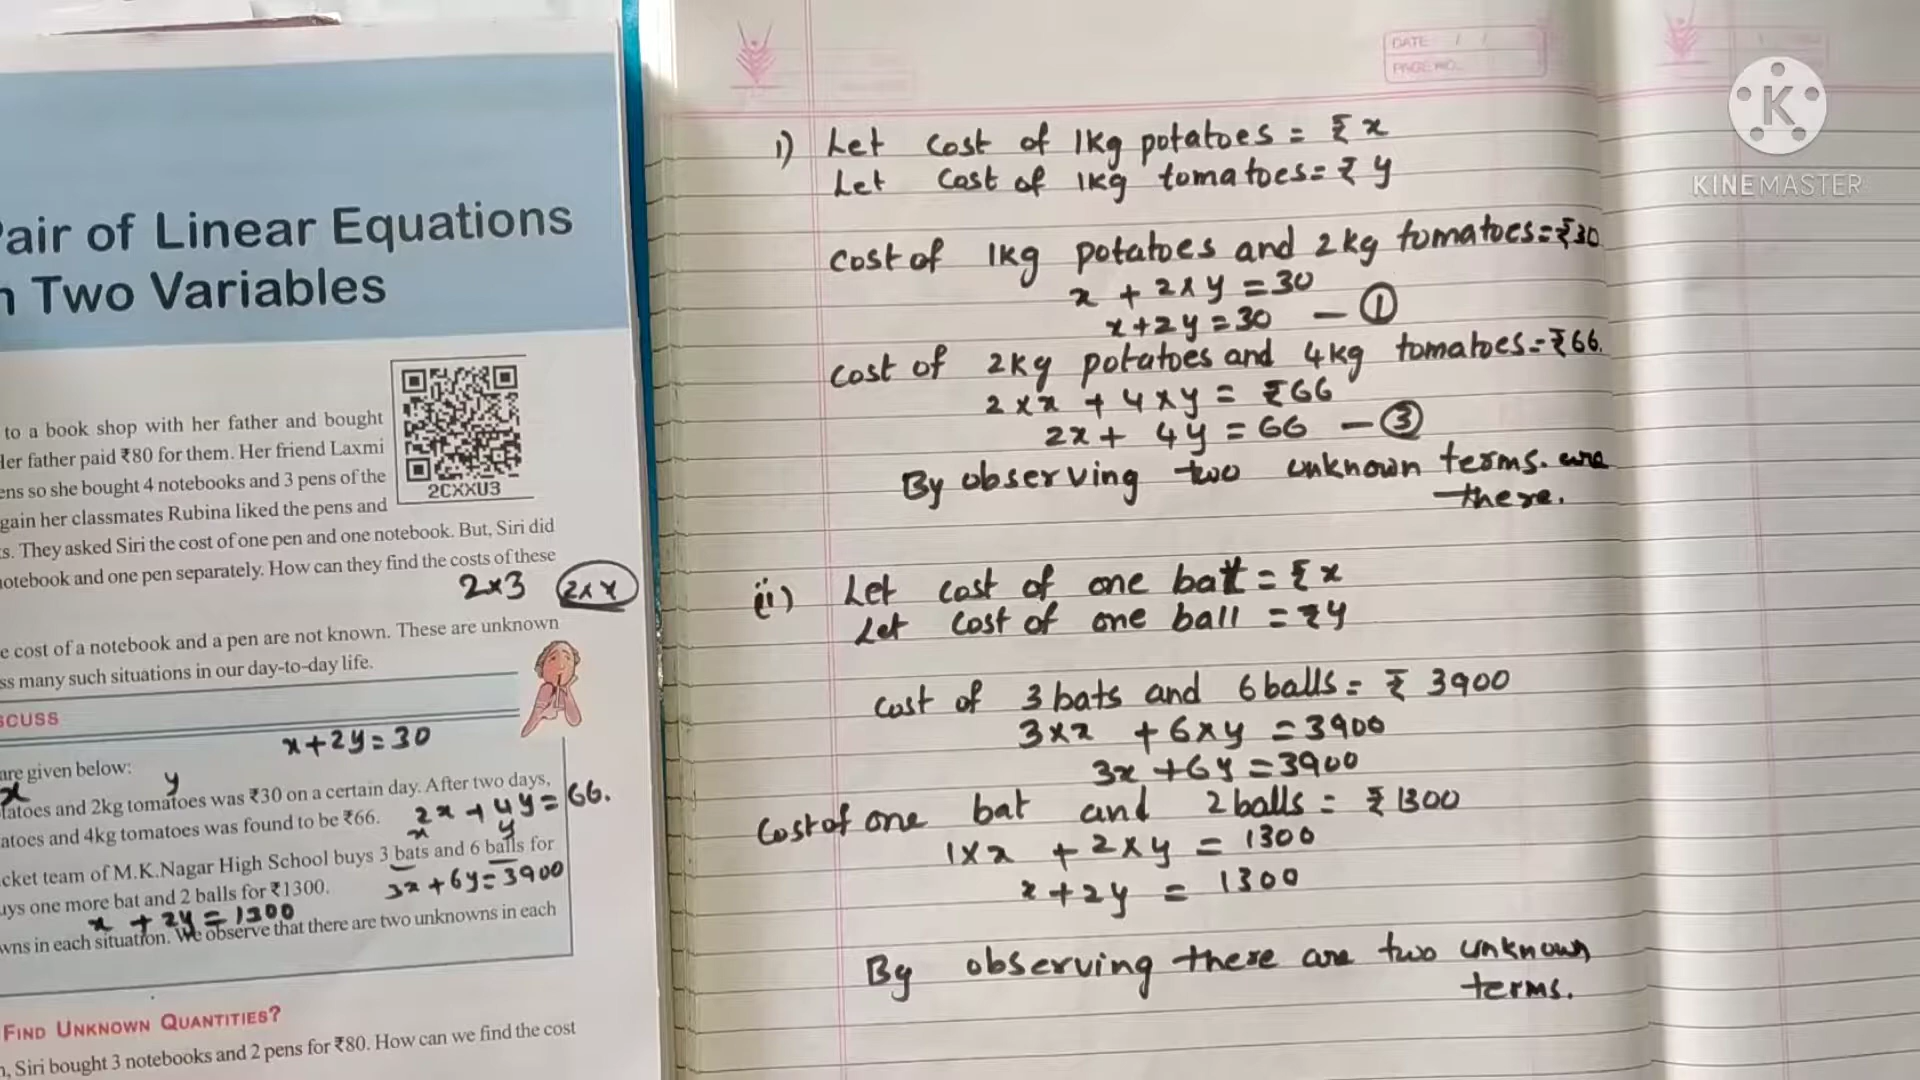 Pair of Linear Equations
n Two Variables
to a book shop with her father and bought
Her father paid ₹80 for them. Her friend Laxmi
ens so she bought 4 notebooks and 3 pens of the
gain her classmates Rubina liked the pens and
s. They asked Siri the cost of one pen and one notebook. But, Siri did
notebook and one pen separately. How can they find the costs of these
2CXXU3
2×3 2×x
e cost of a notebook and a pen are not known. These are unknown
ss many such situations in our day-to-day life.
SCUSS
x+2y=30
are given below:
x y
tatoes and 2kg tomatoes was ₹30 on a certain day. After two days,
2x+4y=66.
atoes and 4kg tomatoes was found to be ₹66.
x y
cket team of M.K.Nagar High School buys 3 bats and 6 balls for
3x+6y=3900
uys one more bat and 2 balls for ₹1300.
x+2y=1300
wns in each situation. We observe that there are two unknowns in each
FIND UNKNOWN QUANTITIES?
n, Siri bought 3 notebooks and 2 pens for ₹80. How can we find the cost
DATE / /
PAGE NO.
KINEMASTER
1) Let cost of 1kg potatoes = ₹ x
Let cost of 1kg tomatoes = ₹ y
cost of 1kg potatoes and 2kg tomatoes = ₹30
x + 2×y = 30
x+2y = 30 — ①
cost of 2kg potatoes and 4kg tomatoes = ₹66.
2×x + 4×y = ₹66
2x + 4y = 66 — ③
By observing two unknown terms. are
there.
(ii) Let cost of one bat = ₹ x
Let cost of one ball = ₹ y
cost of 3 bats and 6 balls = ₹ 3900
3×x + 6×y = 3900
3x + 6y = 3900
Cost of one bat and 2 balls = ₹ 1300
1×x + 2×y = 1300
x + 2y = 1300
By observing there are two unknown
terms.